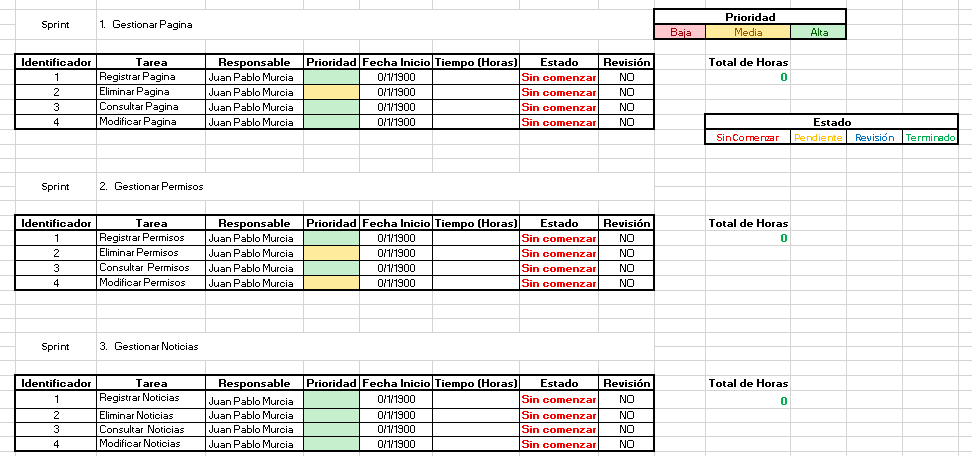 Sprint 1. Gestionar Pagina
Prioridad
Baja Media Alta
Identificador Tarea Responsable Prioridad Fecha Inicio Tiempo (Horas) Estado Revisión Total de Horas
1 Registrar Pagina Juan Pablo Murcia 0/1/1900 Sin comenzar NO 0
2 Eliminar Pagina Juan Pablo Murcia 0/1/1900 Sin comenzar NO
3 Consultar Pagina Juan Pablo Murcia 0/1/1900 Sin comenzar NO
4 Modificar Pagina Juan Pablo Murcia 0/1/1900 Sin comenzar NO
Estado
Sin Comenzar Pendiente Revisión Terminado
Sprint 2. Gestionar Permisos
Identificador Tarea Responsable Prioridad Fecha Inicio Tiempo (Horas) Estado Revisión Total de Horas
1 Registrar Permisos Juan Pablo Murcia 0/1/1900 Sin comenzar NO 0
2 Eliminar Permisos Juan Pablo Murcia 0/1/1900 Sin comenzar NO
3 Consultar Permisos Juan Pablo Murcia 0/1/1900 Sin comenzar NO
4 Modificar Permisos Juan Pablo Murcia 0/1/1900 Sin comenzar NO
Sprint 3. Gestionar Noticias
Identificador Tarea Responsable Prioridad Fecha Inicio Tiempo (Horas) Estado Revisión Total de Horas
1 Registrar Noticias Juan Pablo Murcia 0/1/1900 Sin comenzar NO 0
2 Eliminar Noticias Juan Pablo Murcia 0/1/1900 Sin comenzar NO
3 Consultar Noticias Juan Pablo Murcia 0/1/1900 Sin comenzar NO
4 Modificar Noticias Juan Pablo Murcia 0/1/1900 Sin comenzar NO